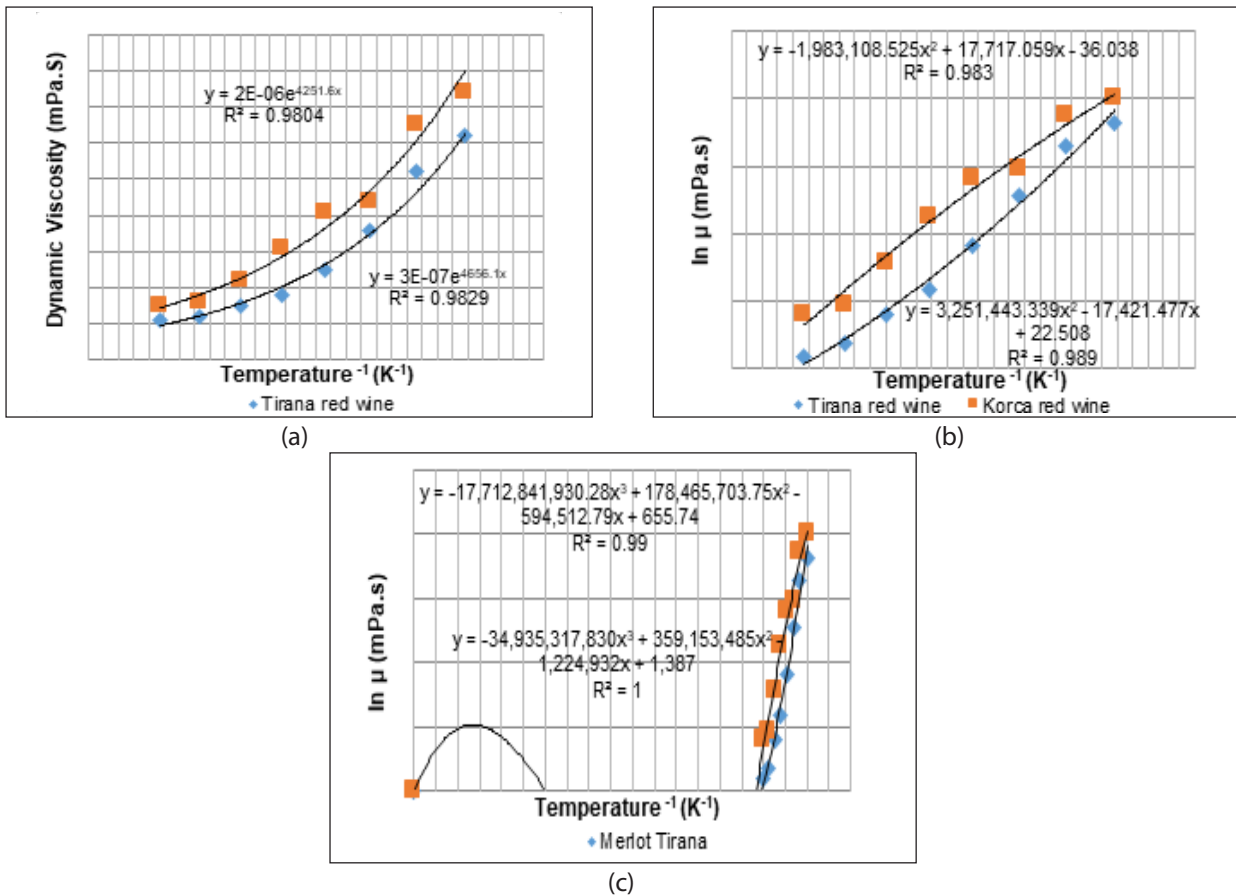 Dynamic Viscosity (mPa.s)
y = 2E-06e^4251.6x
R² = 0.9804
y = 3E-07e^4656.1x
R² = 0.9829
Temperature ⁻¹ (K⁻¹)
Tirana red wine
(a)
ln μ (mPa.s)
y = -1,983,108.525x² + 17,717.059x - 36.038
R² = 0.983
y = 3,251,443.339x² - 17,421.477x
+ 22.508
R² = 0.989
Temperature ⁻¹ (K⁻¹)
Tirana red wine Korca red wine
(b)
ln μ (mPa.s)
y = -17,712,841,930.28x³ + 178,465,703.75x² -
594,512.79x + 655.74
R² = 0.99
y = -34,935,317,830x³ + 359,153,485x² -
1,224,932x + 1,387
R² = 1
Temperature ⁻¹ (K⁻¹)
Merlot Tirana
(c)